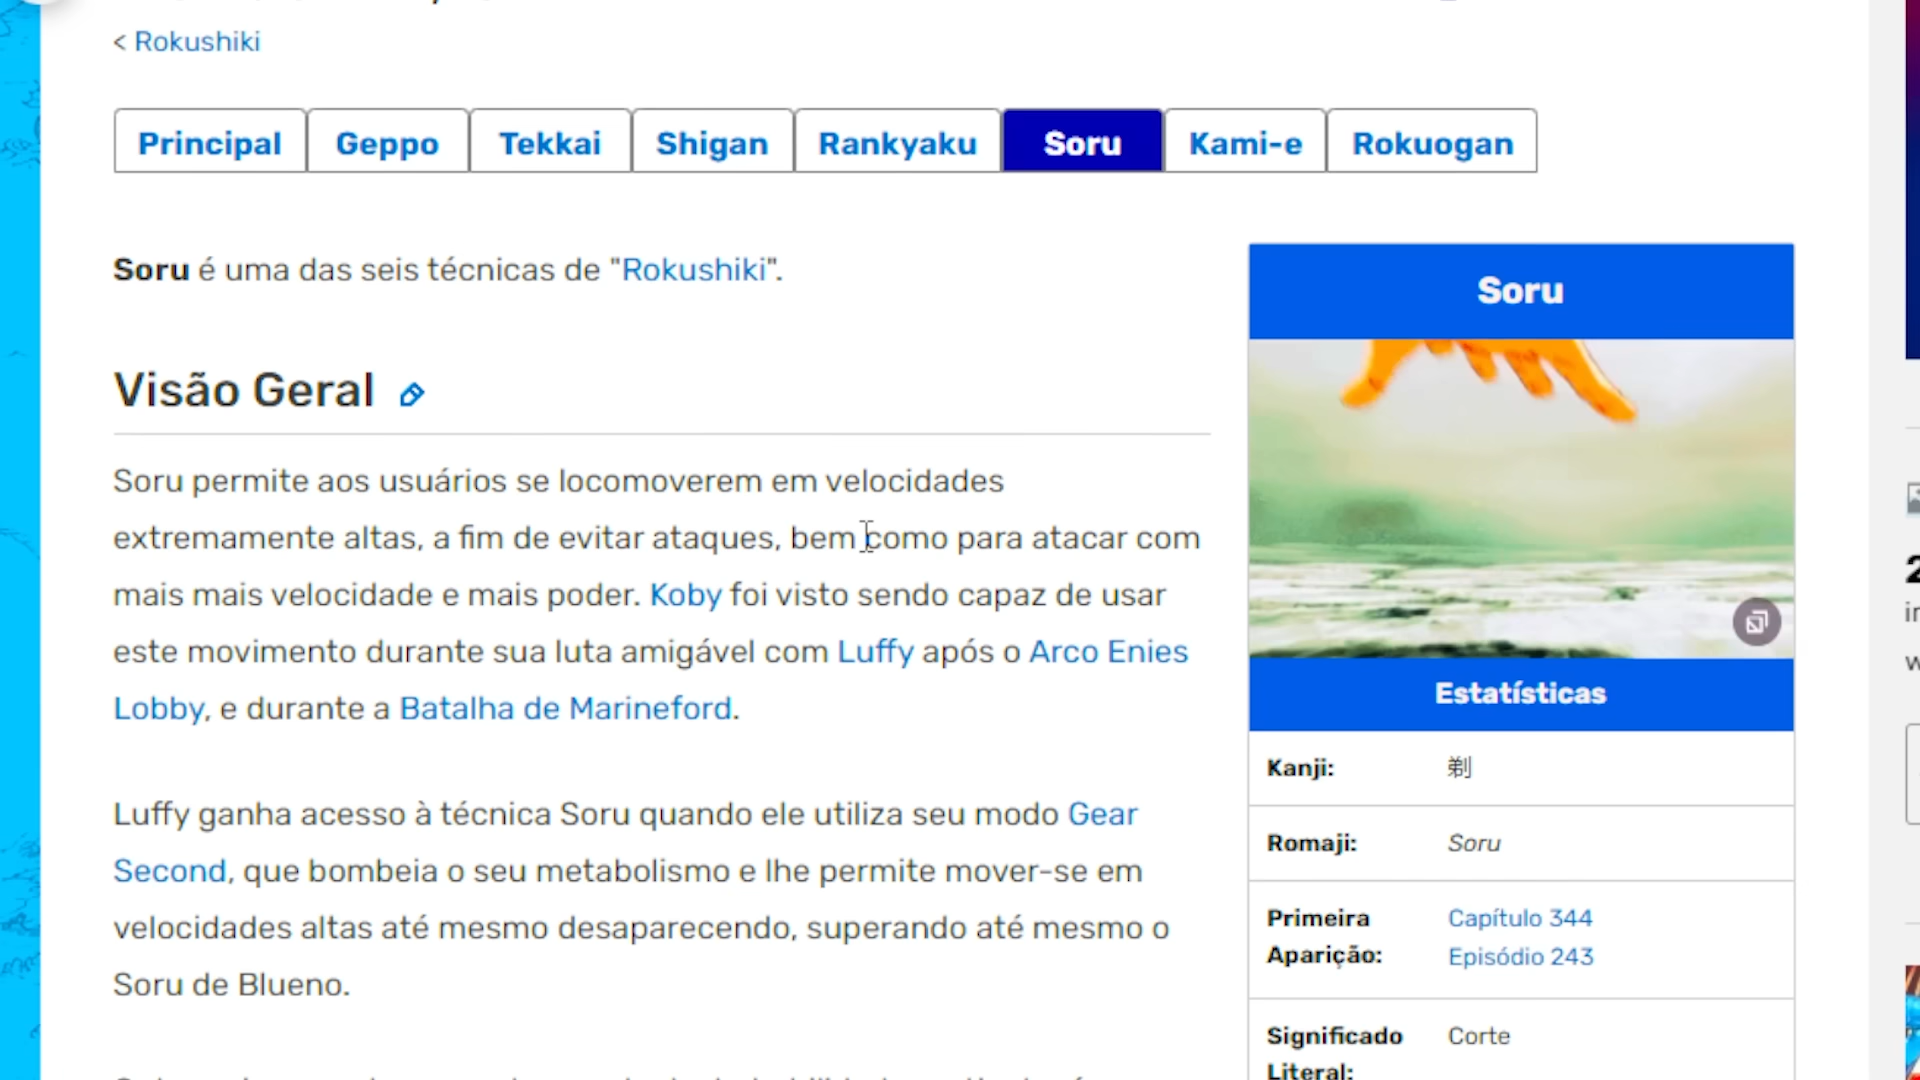 < Rokushiki
Principal Geppo Tekkai Shigan Rankyaku Soru Kami-e Rokuogan
Soru é uma das seis técnicas de "Rokushiki".
Visão Geral
Soru permite aos usuários se locomoverem em velocidades
extremamente altas, a fim de evitar ataques, bem como para atacar com
mais mais velocidade e mais poder. Koby foi visto sendo capaz de usar
este movimento durante sua luta amigável com Luffy após o Arco Enies
Lobby, e durante a Batalha de Marineford.
Luffy ganha acesso à técnica Soru quando ele utiliza seu modo Gear
Second, que bombeia o seu metabolismo e lhe permite mover-se em
velocidades altas até mesmo desaparecendo, superando até mesmo o
Soru de Blueno.
Soru
Estatísticas
Kanji: 剃
Romaji: Soru
Primeira Aparição: Capítulo 344
Episódio 243
Significado Literal: Corte